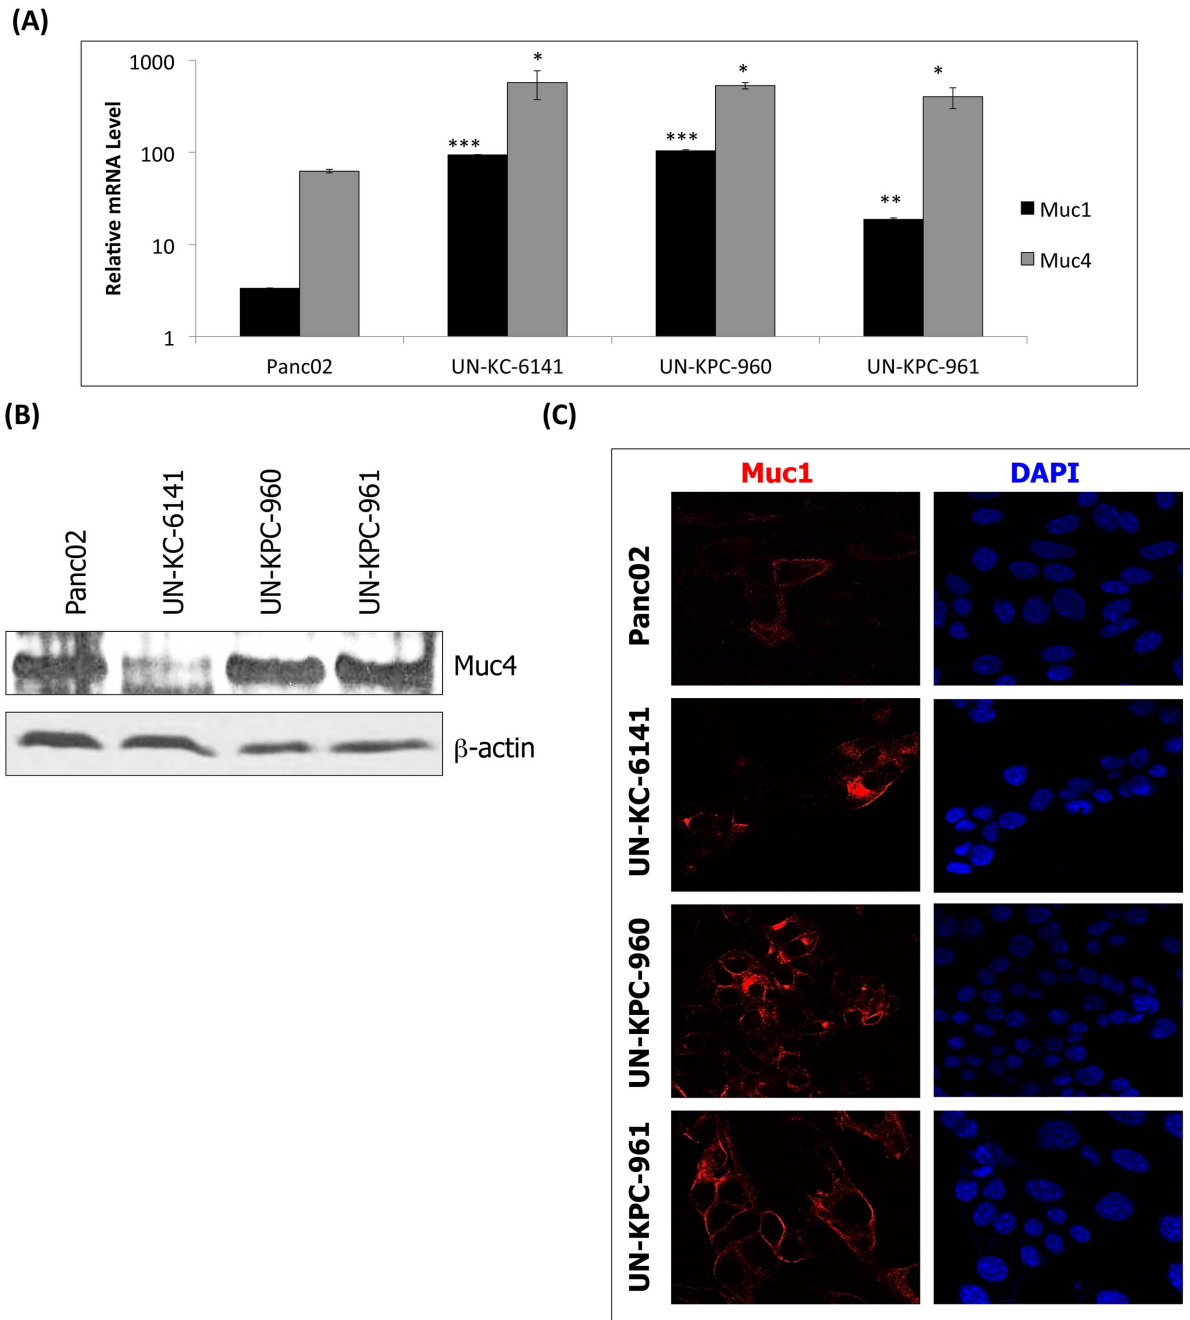 (A)
1000
100
10
1
Relative mRNA Level
*
***
*
***
*
**
Muc1
Muc4
Panc02
UN-KC-6141
UN-KPC-960
UN-KPC-961
(B)
Panc02
UN-KC-6141
UN-KPC-960
UN-KPC-961
Muc4
β-actin
(C)
Muc1 DAPI
Panc02
UN-KC-6141
UN-KPC-960
UN-KPC-961